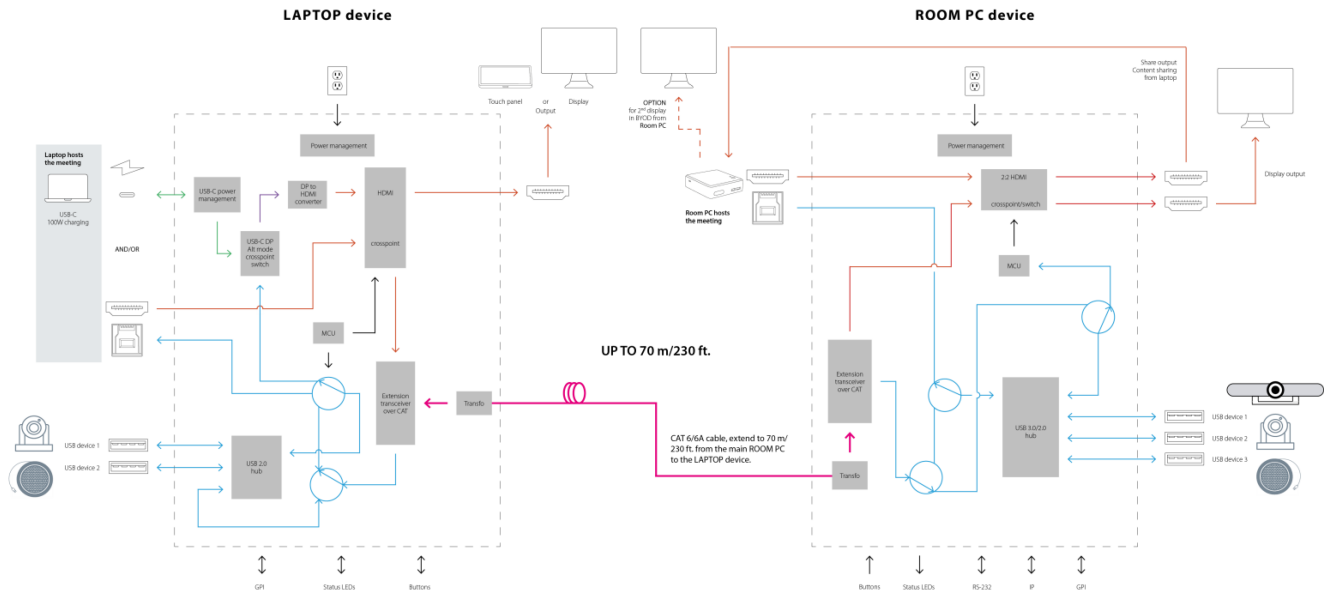 LAPTOP device
ROOM PC device
Touch panel
or
Output
Display
OPTION
for 2nd display
in BYOD from
Room PC
Share output
Content sharing
from laptop
Display output
Laptop hosts
the meeting
USB-C
100W charging
AND/OR
Power management
USB-C power
management
DP to
HDMI
converter
HDMI
crosspoint
USB-C DP
Alt mode
crosspoint
switch
MCU
Extension
transceiver
over CAT
Transfo
USB 2.0
hub
USB device 1
USB device 2
GPI
Status LEDs
Buttons
UP TO 70 m/230 ft.
CAT 6/6A cable, extend to 70 m/
230 ft. from the main ROOM PC
to the LAPTOP device.
Room PC hosts
the meeting
Power management
2:2 HDMI
crosspoint/switch
MCU
Extension
transceiver
over CAT
Transfo
USB 3.0/2.0
hub
USB device 1
USB device 2
USB device 3
Buttons
Status LEDs
RS-232
IP
GPI